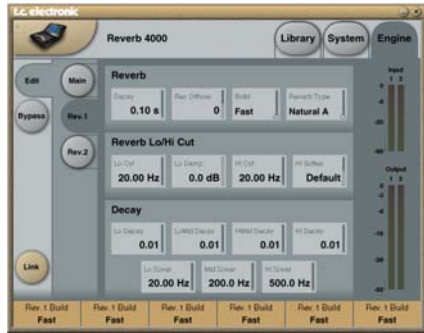 t.c. electronic
Reverb 4000
Library
System
Engine
Edit
Main
Bypass
Rev.1
Rev.2
Link
Reverb
Decay
Rev Diffuse
Build
Reverb Type
0.10 s
0
Fast
Natural A
Reverb Lo/Hi Cut
Lo Cut
Lo Damp
Hi Cut
Hi Soften
20.00 Hz
0.0 dB
20.00 Hz
Default
Decay
Lo Decay
LoMid Decay
HiMid Decay
Hi Decay
0.01
0.01
0.01
0.01
Lo Xover
Mid Xover
Hi Xover
20.00 Hz
200.0 Hz
500.0 Hz
Input
1 2
Output
1 2
Rev.1 Build
Rev.1 Build
Rev.1 Build
Rev.1 Build
Rev.1 Build
Rev.1 Build
Fast
Fast
Fast
Fast
Fast
Fast